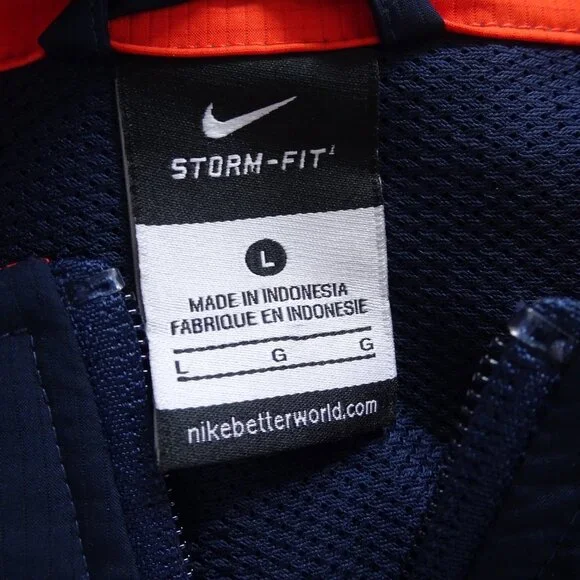 STORM-FIT
L
MADE IN INDONESIA
FABRIQUE EN INDONESIE
L G G
nikebetterworld.com